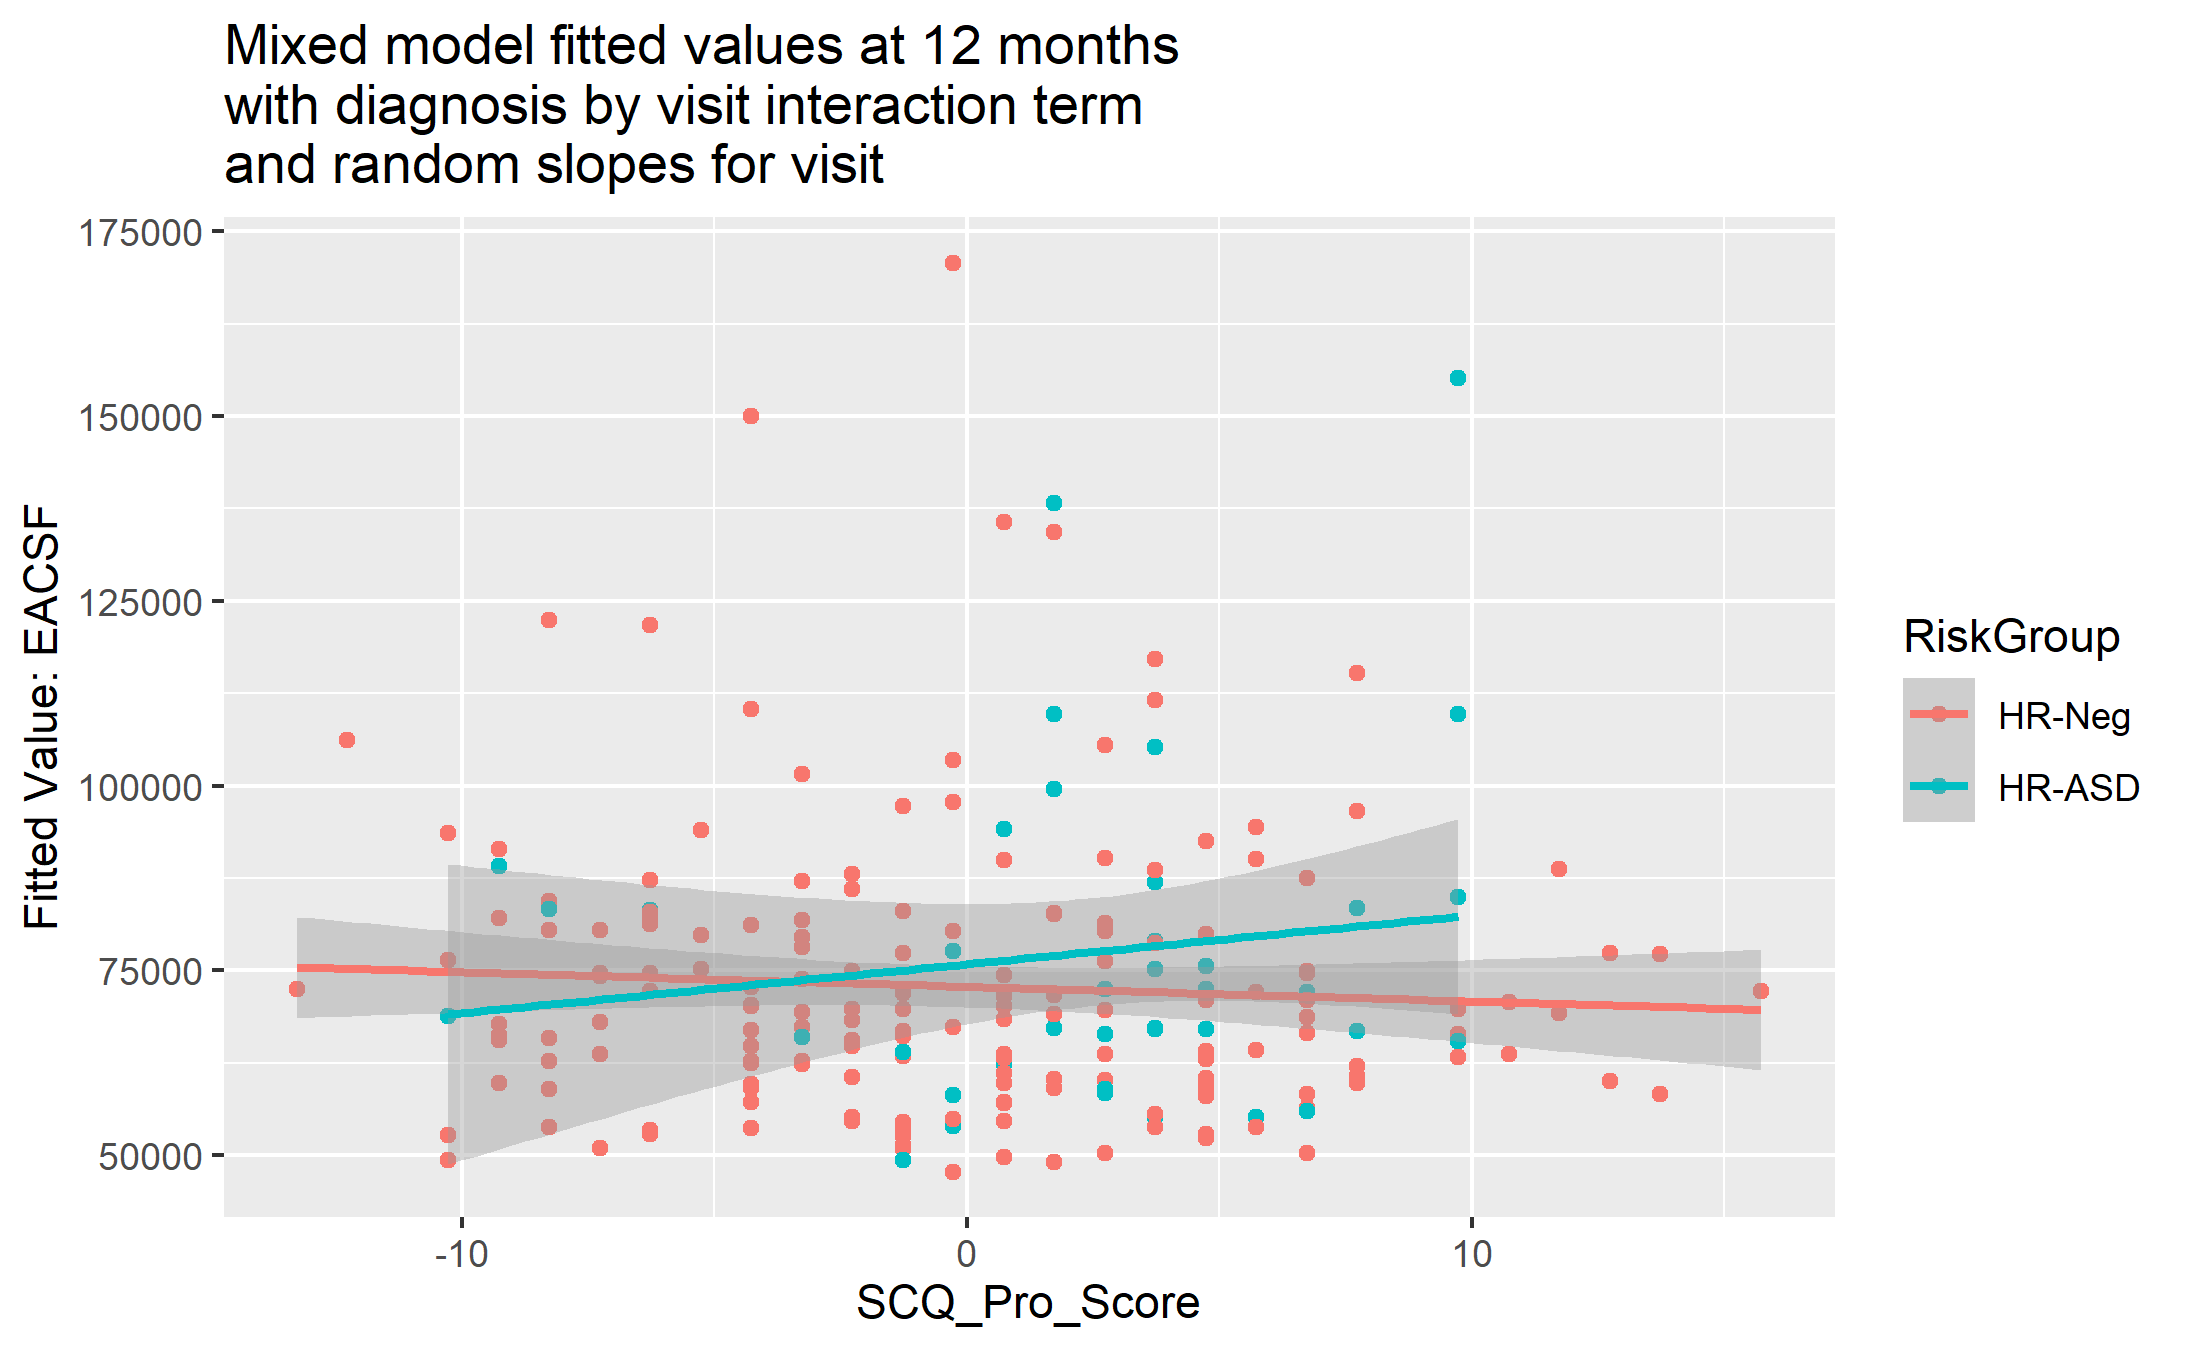 Mixed model fitted values at 12 months
with diagnosis by visit interaction term
and random slopes for visit
175000
150000
125000
100000
75000
50000
Fitted Value: EACSF
-10
0
10
SCQ_Pro_Score
RiskGroup
HR-Neg
HR-ASD